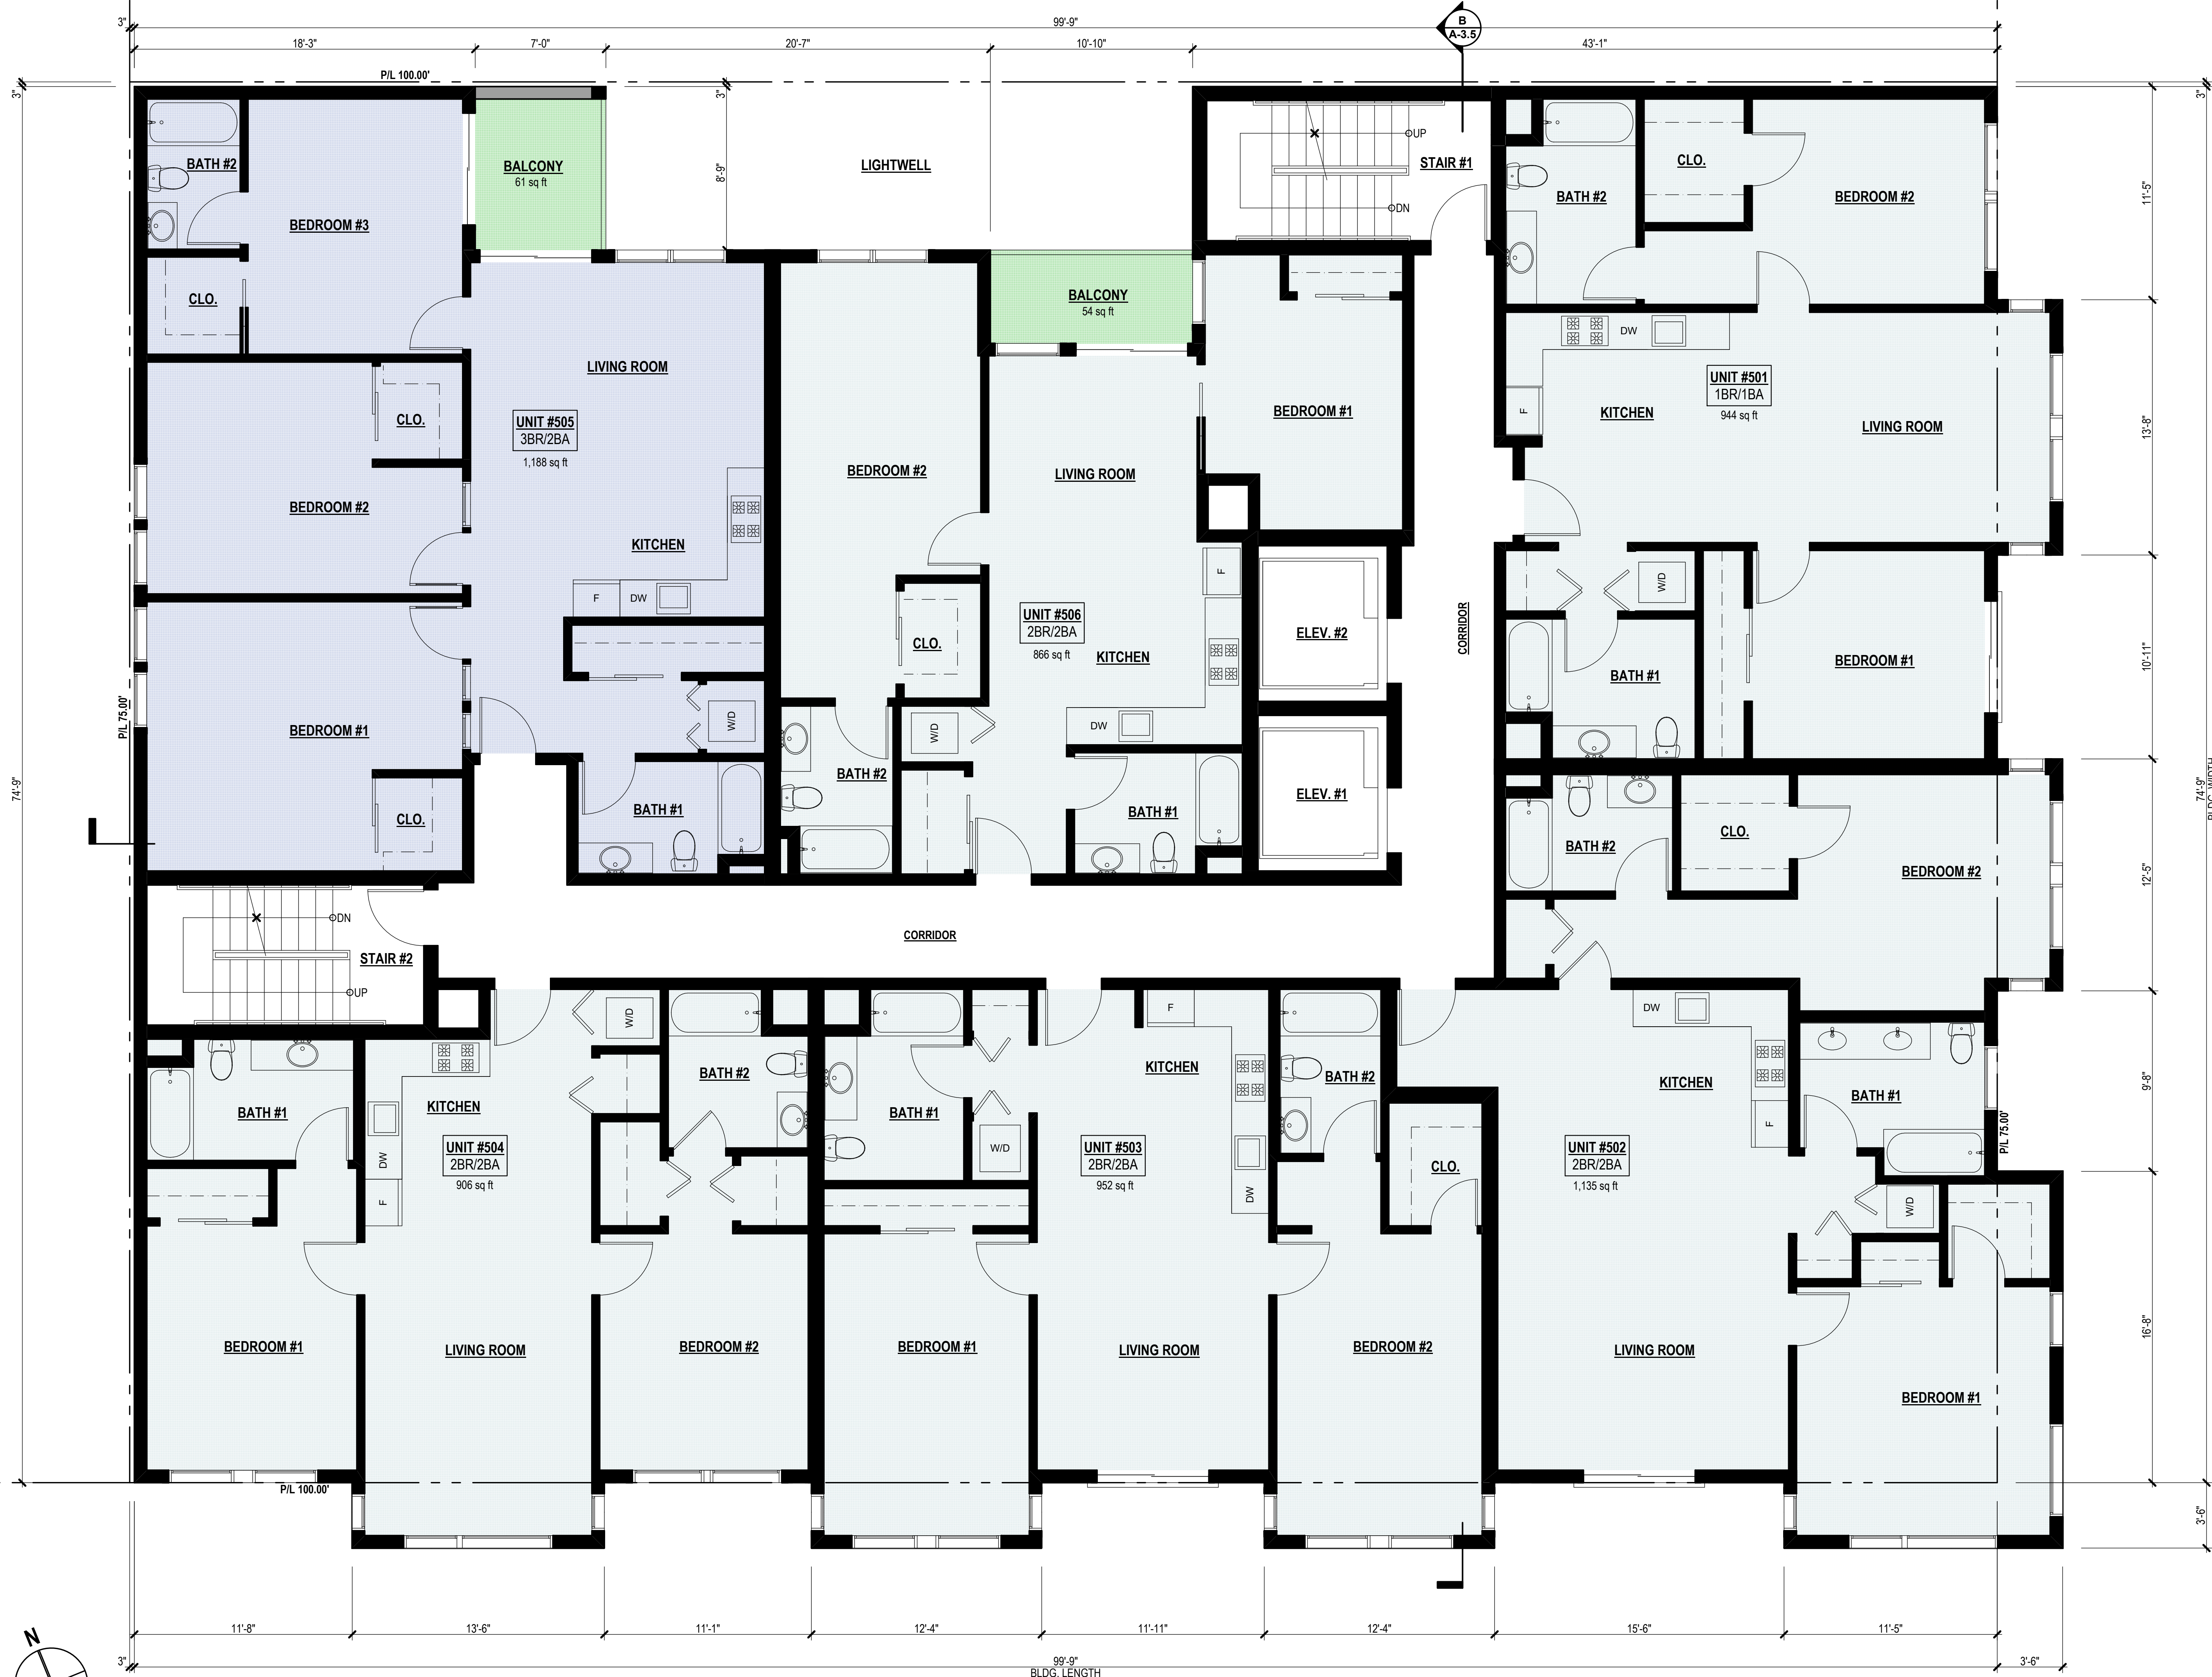 3"
99'-9"
B
A-3.5
18'-3"
7'-0"
20'-7"
10'-10"
43'-1"
P/L 100.00'
3"
3"
3"
BATH #2
BALCONY
61 sq ft
8'-9"
LIGHTWELL
UP
STAIR #1
DN
CLO.
BATH #2
BEDROOM #2
11'-5"
BEDROOM #3
CLO.
BALCONY
54 sq ft
LIVING ROOM
DW
UNIT #501
1BR/1BA
944 sq ft
F
KITCHEN
LIVING ROOM
13'-8"
CLO.
UNIT #505
3BR/2BA
1,188 sq ft
BEDROOM #1
BEDROOM #2
LIVING ROOM
BEDROOM #2
KITCHEN
F
DW
F
UNIT #506
2BR/2BA
866 sq ft
KITCHEN
CLO.
ELEV. #2
CORRIDOR
W/D
BATH #1
BEDROOM #1
10'-11"
P/L 75.00'
BEDROOM #1
W/D
W/D
DW
74'-9"
74'-9"
BLDG. WIDTH
CLO.
BATH #1
BATH #2
BATH #1
ELEV. #1
BATH #2
CLO.
BEDROOM #2
12'-5"
DN
STAIR #2
UP
CORRIDOR
W/D
F
DW
BATH #1
KITCHEN
DW
F
UNIT #504
2BR/2BA
906 sq ft
BATH #2
BATH #1
W/D
KITCHEN
UNIT #503
2BR/2BA
952 sq ft
DW
BATH #2
CLO.
KITCHEN
F
UNIT #502
2BR/2BA
1,135 sq ft
BATH #1
9'-8"
P/L 75.00'
W/D
BEDROOM #1
LIVING ROOM
BEDROOM #2
BEDROOM #1
LIVING ROOM
BEDROOM #2
LIVING ROOM
BEDROOM #1
16'-8"
P/L 100.00'
3'-6"
N
11'-8"
13'-6"
11'-1"
12'-4"
11'-11"
12'-4"
15'-6"
11'-5"
3"
99'-9"
BLDG. LENGTH
3'-6"